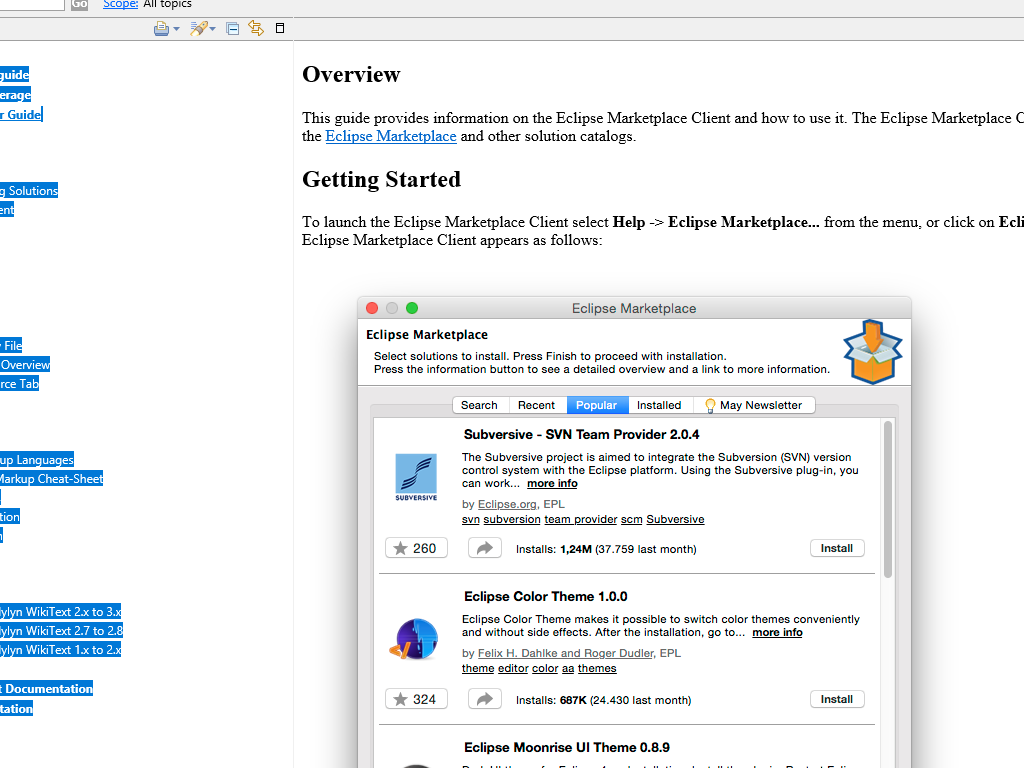 Go Scope: All topics
guide
erage
r Guide
g Solutions
ent
File
Overview
rce Tab
up Languages
Markup Cheat-Sheet
tion
lylyn WikiText 2.x to 3.x
lylyn WikiText 2.7 to 2.8
lylyn WikiText 1.x to 2.x
t Documentation
tation
Overview
This guide provides information on the Eclipse Marketplace Client and how to use it. The Eclipse Marketplace C
the Eclipse Marketplace and other solution catalogs.
Getting Started
To launch the Eclipse Marketplace Client select Help -> Eclipse Marketplace... from the menu, or click on Ecli
Eclipse Marketplace Client appears as follows:
Eclipse Marketplace
Eclipse Marketplace
Select solutions to install. Press Finish to proceed with installation.
Press the information button to see a detailed overview and a link to more information.
Search Recent Popular Installed May Newsletter
Subversive - SVN Team Provider 2.0.4
The Subversive project is aimed to integrate the Subversion (SVN) version
control system with the Eclipse platform. Using the Subversive plug-in, you
can work... more info
SUBVERSIVE
by Eclipse.org, EPL
svn subversion team provider scm Subversive
260 Installs: 1,24M (37.759 last month) Install
Eclipse Color Theme 1.0.0
Eclipse Color Theme makes it possible to switch color themes conveniently
and without side effects. After the installation, go to... more info
by Felix H. Dahlke and Roger Dudler, EPL
theme editor color aa themes
324 Installs: 687K (24.430 last month) Install
Eclipse Moonrise UI Theme 0.8.9